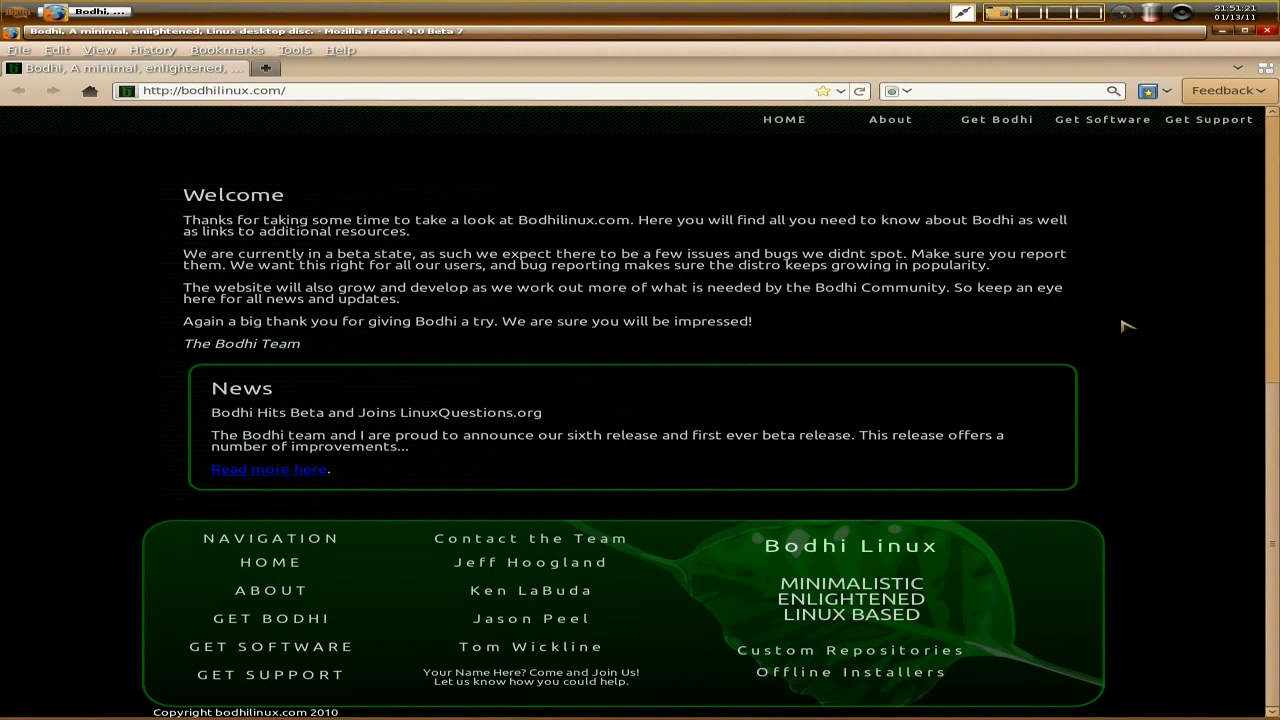 Bodhi, ...
21:51:21
01/13/11
Bodhi, A minimal, enlightened, Linux desktop disc. - Mozilla Firefox 4.0 Beta 7
File Edit View History Bookmarks Tools Help
Bodhi, A minimal, enlightened, ...
http://bodhilinux.com/
Feedback
HOME About Get Bodhi Get Software Get Support
Welcome
Thanks for taking some time to take a look at Bodhilinux.com. Here you will find all you need to know about Bodhi as well
as links to additional resources.
We are currently in a beta state, as such we expect there to be a few issues and bugs we didnt spot. Make sure you report
them. We want this right for all our users, and bug reporting makes sure the distro keeps growing in popularity.
The website will also grow and develop as we work out more of what is needed by the Bodhi Community. So keep an eye
here for all news and updates.
Again a big thank you for giving Bodhi a try. We are sure you will be impressed!
The Bodhi Team
News
Bodhi Hits Beta and Joins LinuxQuestions.org
The Bodhi team and I are proud to announce our sixth release and first ever beta release. This release offers a
number of improvements...
Read more here.
NAVIGATION
HOME
ABOUT
GET BODHI
GET SOFTWARE
GET SUPPORT
Contact the Team
Jeff Hoogland
Ken LaBuda
Jason Peel
Tom Wickline
Your Name Here? Come and Join Us!
Let us know how you could help.
Bodhi Linux
MINIMALISTIC
ENLIGHTENED
LINUX BASED
Custom Repositories
Offline Installers
Copyright bodhilinux.com 2010